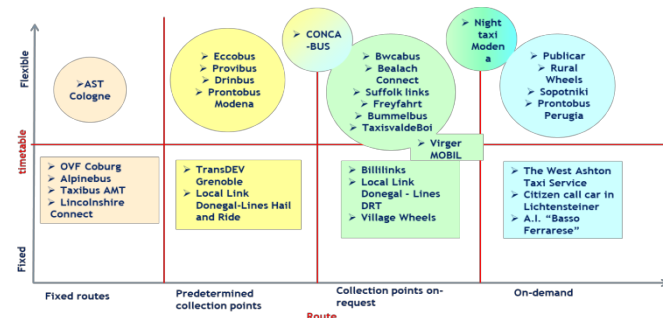 ➢ CONCA
-BUS
➢ Night
taxi
Moden
a
Flexible
➢AST
Cologne
➢ Eccobus
➢ Provibus
➢ Drinbus
➢ Prontobus
Modena
➢ Bwcabus
➢ Bealach
Connect
➢ Suffolk links
➢ Freyfahrt
➢ Bummelbus
➢ TaxisvaldeBoi
➢ Publicar
➢ Rural
Wheels
➢ Sopotniki
➢ Prontobus
Perugia
timetable
➢ Virger
MOBIL
➢ OVF Coburg
➢ Alpinebus
➢ Taxibus AMT
➢ Lincolnshire
Connect
➢ TransDEV
Grenoble
➢ Local Link
Donegal-Lines Hail
and Ride
➢ Billilinks
➢ Local Link
Donegal - Lines
DRT
➢ Village Wheels
➢ The West Ashton
Taxi Service
➢ Citizen call car in
Lichtensteiner
➢ A.I. “Basso
Ferrarese”
Fixed
Fixed routes
Predetermined
collection points
Collection points on-
request
On-demand
Route